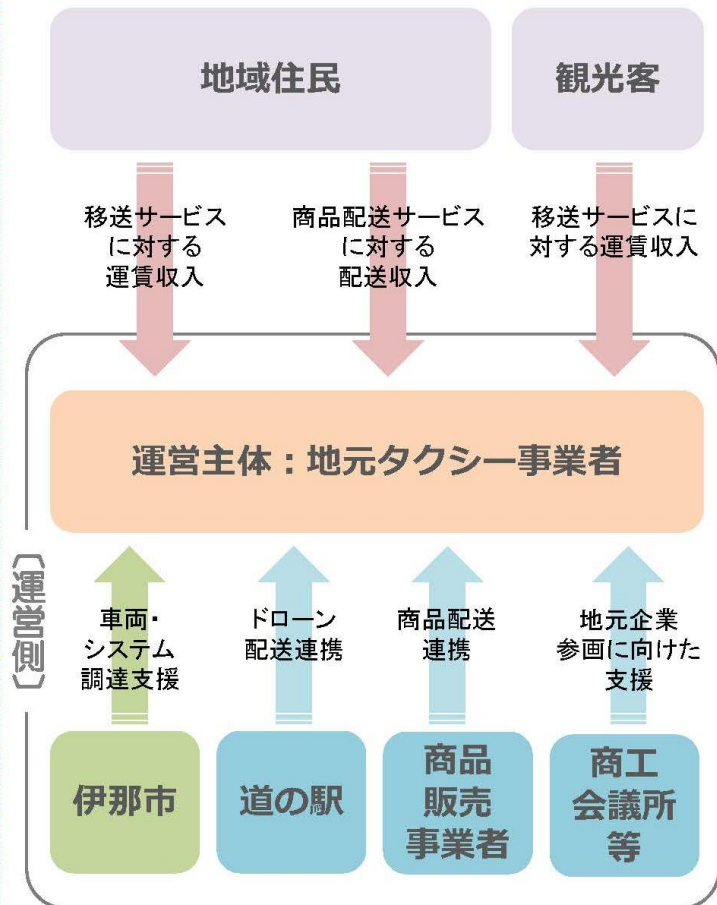 地域住民
観光客
移送サービス
に対する
運賃収入
商品配送サービス
に対する
配送収入
移送サービスに
対する運賃収入
運営主体：地元タクシー事業者
〔運営側〕
車両・
システム
調達支援
ドローン
配送連携
商品配送
連携
地元企業
参画に向けた
支援
伊那市
道の駅
商品
販売
事業者
商工
会議所
等